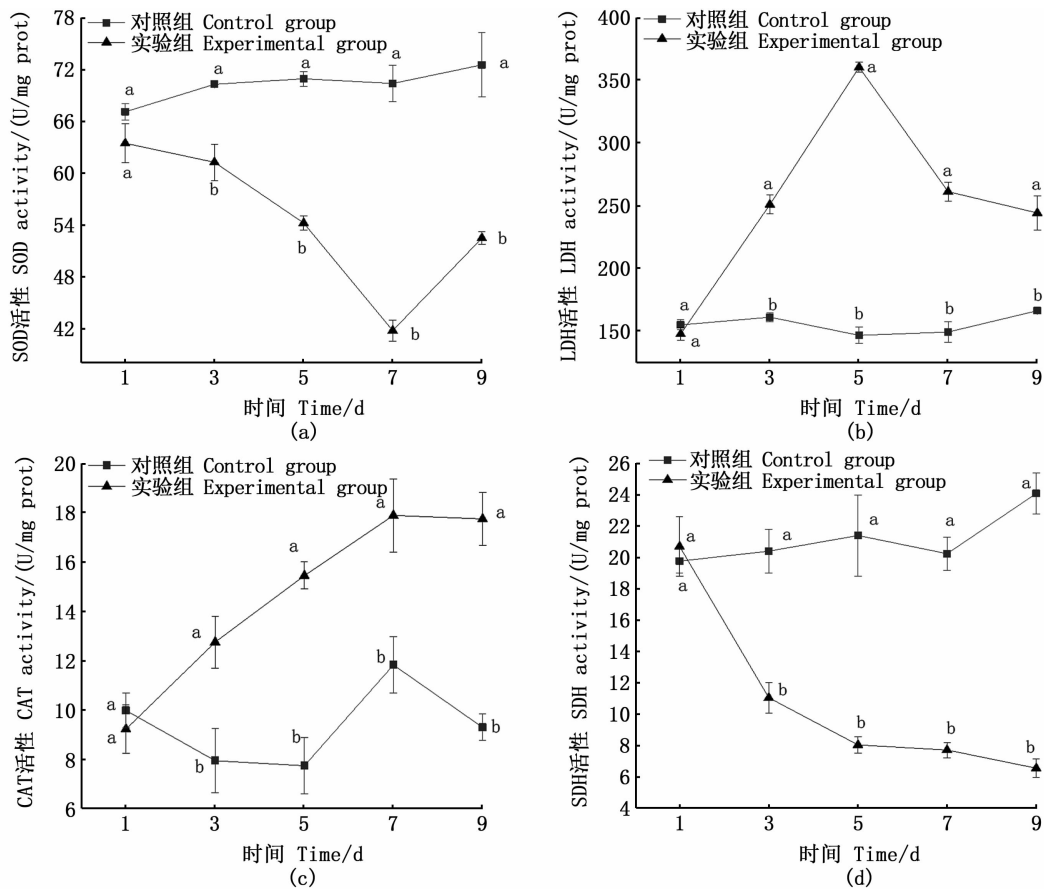 对照组 Control group
实验组 Experimental group
SOD活性 SOD activity/(U/mg prot)
78
72
66
60
54
48
42
a
a
a
a
a
a
b
b
b
b
1 3 5 7 9
时间 Time/d
(a)
对照组 Control group
实验组 Experimental group
LDH活性 LDH activity/(U/mg prot)
400
350
300
250
200
150
a
a
a
a
a
a
b
b
b
b
1 3 5 7 9
时间 Time/d
(b)
对照组 Control group
实验组 Experimental group
CAT活性 CAT activity/(U/mg prot)
20
18
16
14
12
10
8
6
a
a
a
a
a
a
b
b
b
b
1 3 5 7 9
时间 Time/d
(c)
对照组 Control group
实验组 Experimental group
SDH活性 SDH activity/(U/mg prot)
26
24
22
20
18
16
14
12
10
8
6
4
a
a
a
a
a
a
b
b
b
b
1 3 5 7 9
时间 Time/d
(d)